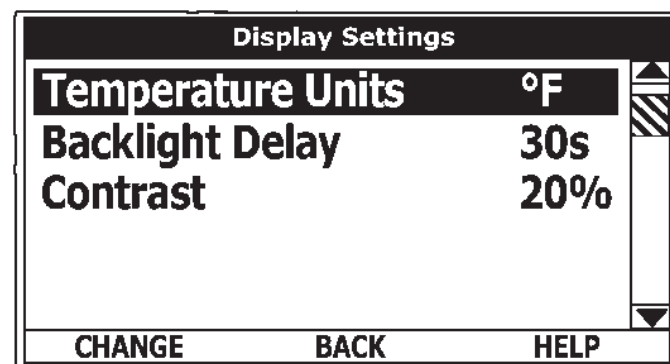 Display Settings
Temperature Units °F
Backlight Delay 30s
Contrast 20%
CHANGE BACK HELP